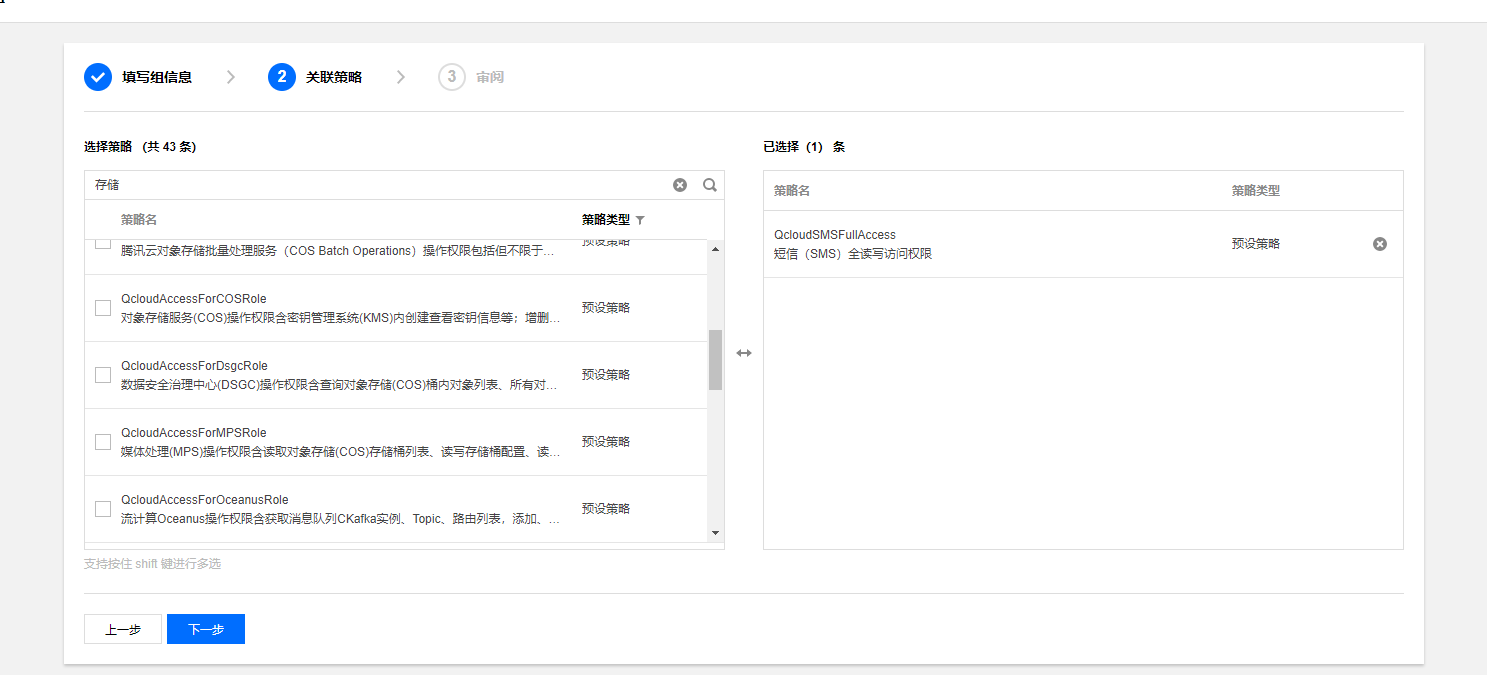 填写组信息
2
关联策略
3
审阅
选择策略 (共 43 条)
存储
策略名
策略类型
腾讯云对象存储批量处理服务（COS Batch Operations）操作权限包括但不限于...
预设策略
QcloudAccessForCOSRole
对象存储服务(COS)操作权限含密钥管理系统(KMS)内创建查看密钥信息等；增删...
预设策略
QcloudAccessForDsgcRole
数据安全治理中心(DSGC)操作权限含查询对象存储(COS)桶内对象列表、所有对...
预设策略
QcloudAccessForMPSRole
媒体处理(MPS)操作权限含读取对象存储(COS)存储桶列表、读写存储桶配置、读...
预设策略
QcloudAccessForOceanusRole
流计算Oceanus操作权限含获取消息队列CKafka实例、Topic、路由列表，添加、...
预设策略
支持按住 shift 键进行多选
已选择（1） 条
策略名
策略类型
QcloudSMSFullAccess
短信（SMS）全读写访问权限
预设策略
上一步
下一步